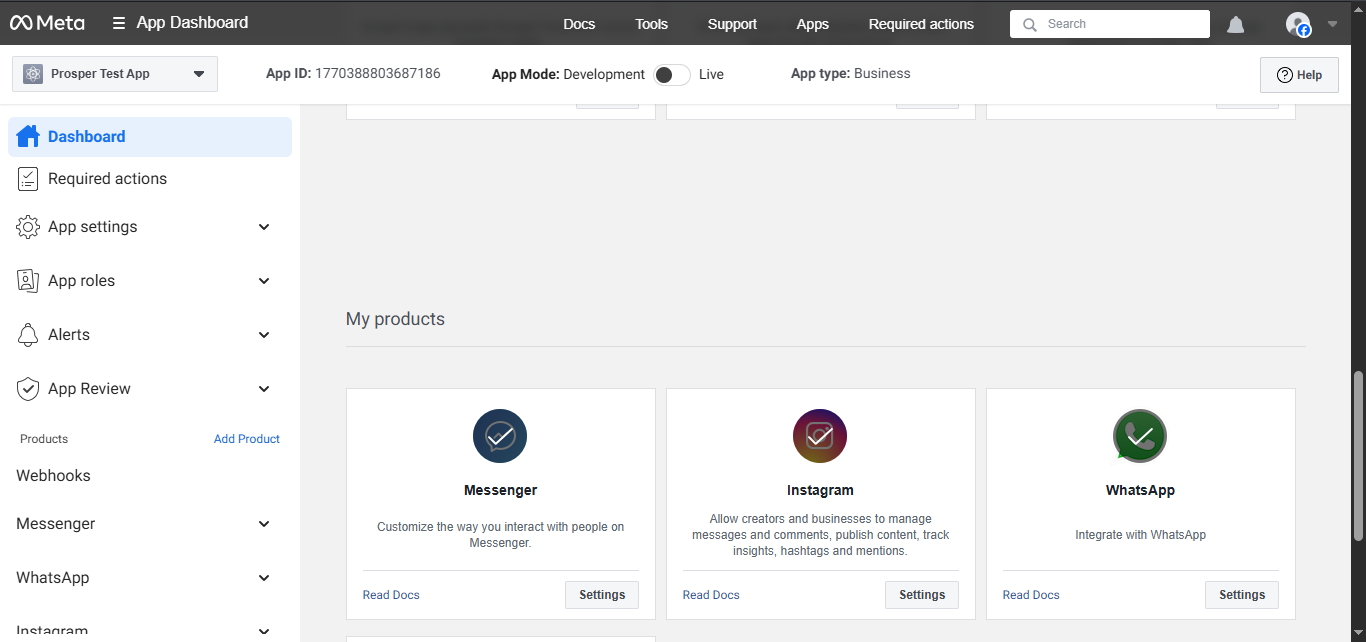 Meta
App Dashboard
Docs
Tools
Support
Apps
Required actions
Search
Prosper Test App
App ID: 1770388803687186
App Mode: Development
Live
App type: Business
Help
Dashboard
Required actions
App settings
App roles
Alerts
App Review
Products
Add Product
Webhooks
Messenger
WhatsApp
Instagram
My products
Messenger
Customize the way you interact with people on
Messenger.
Read Docs
Settings
Instagram
Allow creators and businesses to manage
messages and comments, publish content, track
insights, hashtags and mentions.
Read Docs
Settings
WhatsApp
Integrate with WhatsApp
Read Docs
Settings